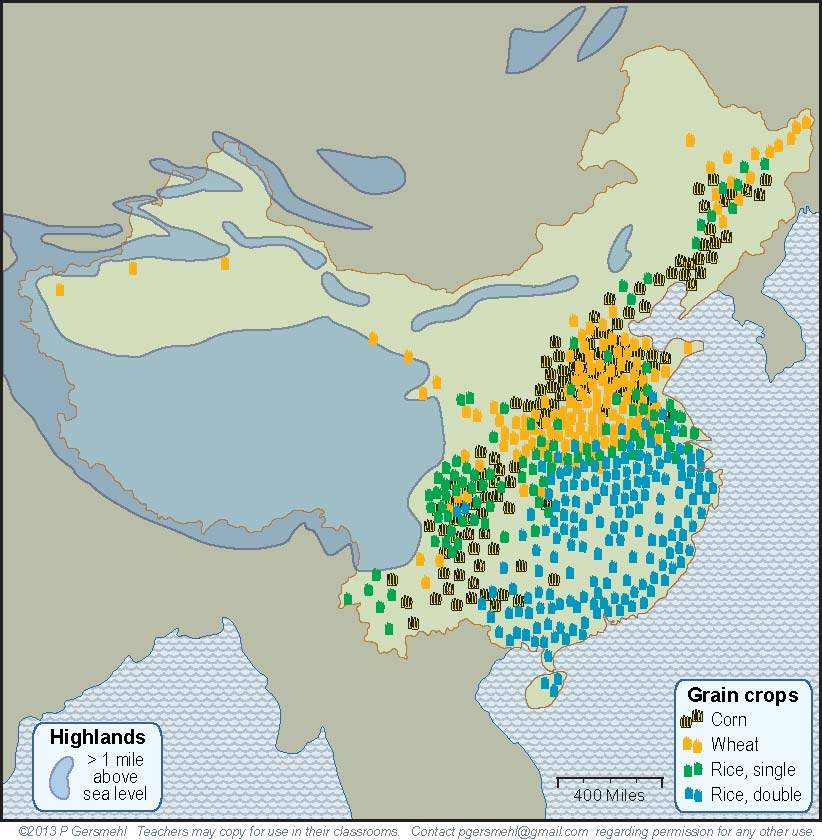 Grain crops
Corn
Wheat
Rice, single
Rice, double
Highlands
> 1 mile
above
sea level
400 Miles
©2013 P Gersmehl   Teachers may copy for use in their classrooms.   Contact pgersmehl@gmail.com   regarding permission for any other use.